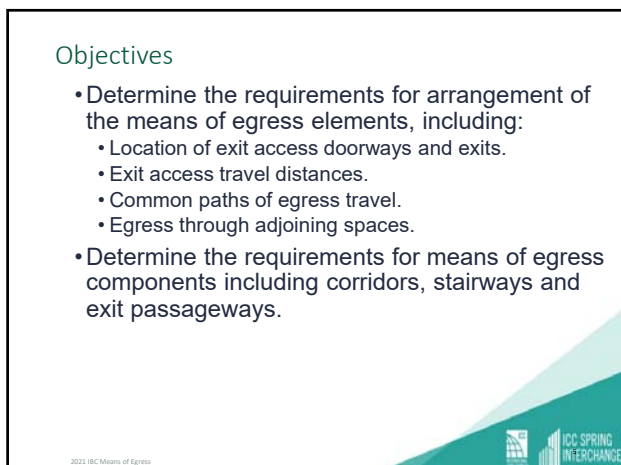 Objectives
• Determine the requirements for arrangement of
the means of egress elements, including:
• Location of exit access doorways and exits.
• Exit access travel distances.
• Common paths of egress travel.
• Egress through adjoining spaces.
• Determine the requirements for means of egress
components including corridors, stairways and
exit passageways.
2021 IBC Means of Egress
ICC SPRING
INTERCHANGE